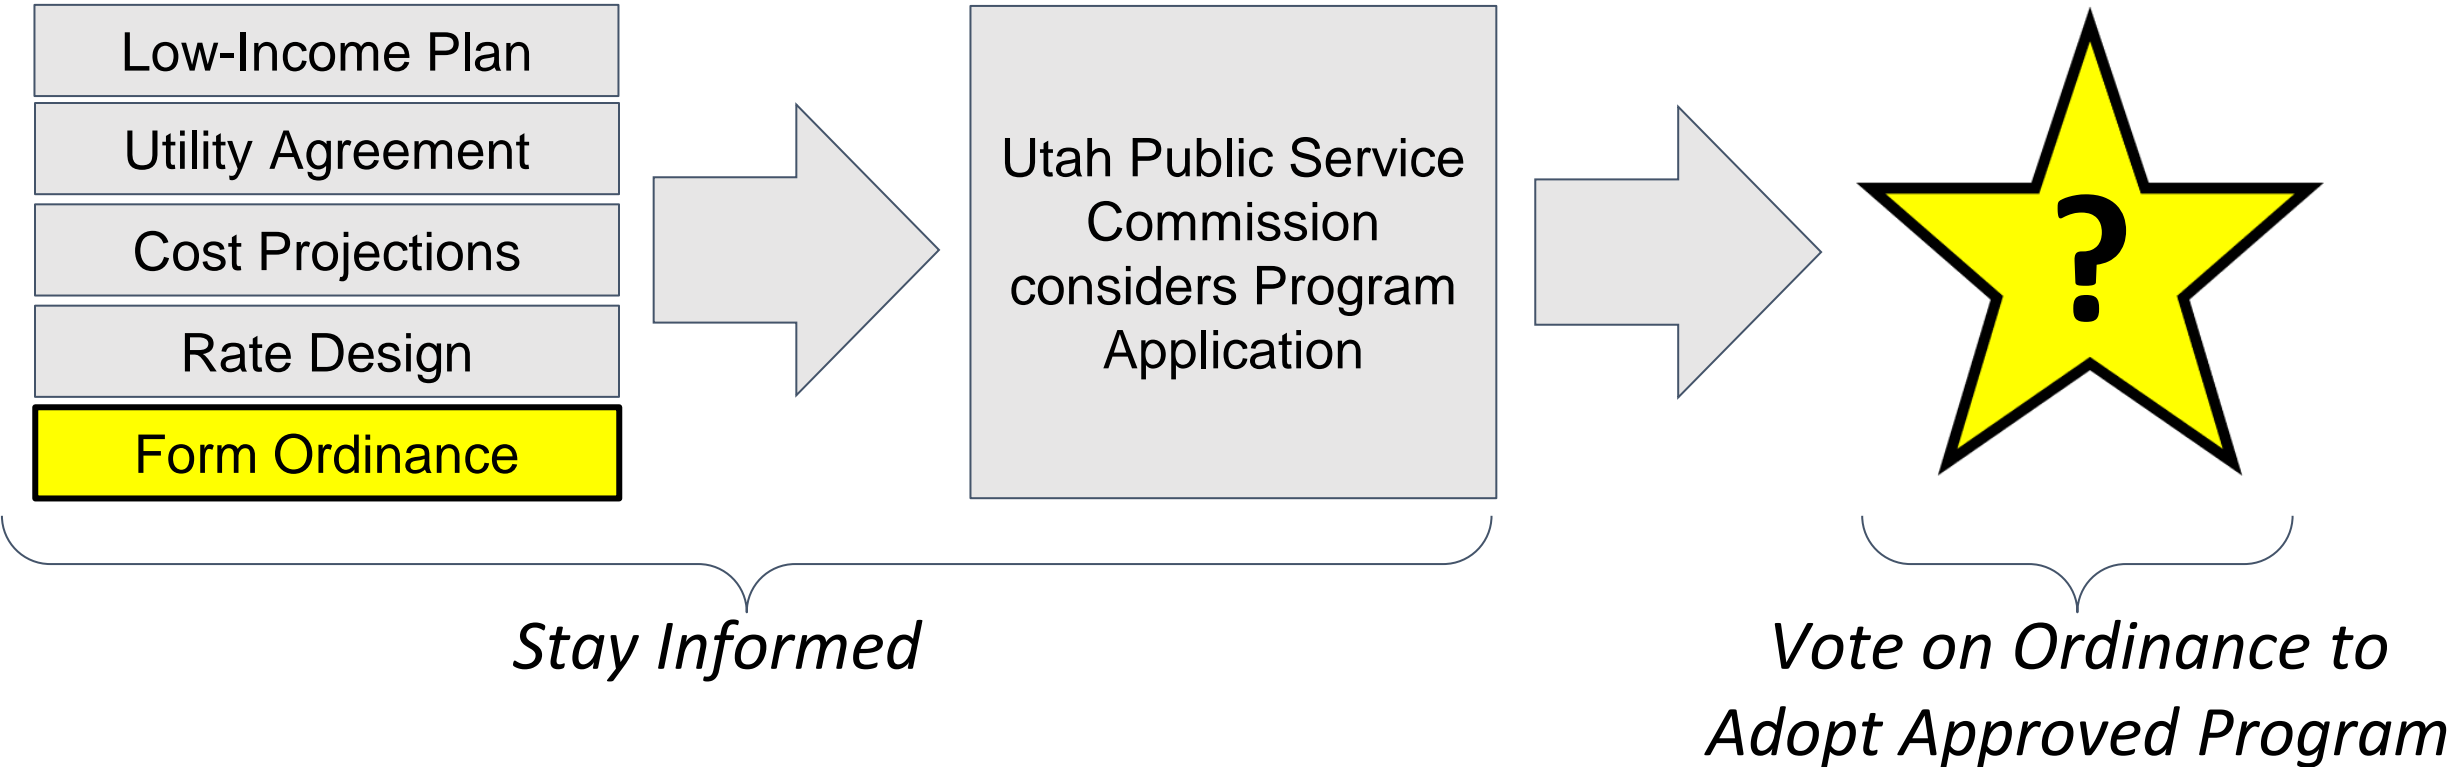 Low-Income Plan
Utility Agreement
Cost Projections
Rate Design
Form Ordinance
Utah Public Service
Commission
considers Program
Application
?
Stay Informed
Vote on Ordinance to
Adopt Approved Program